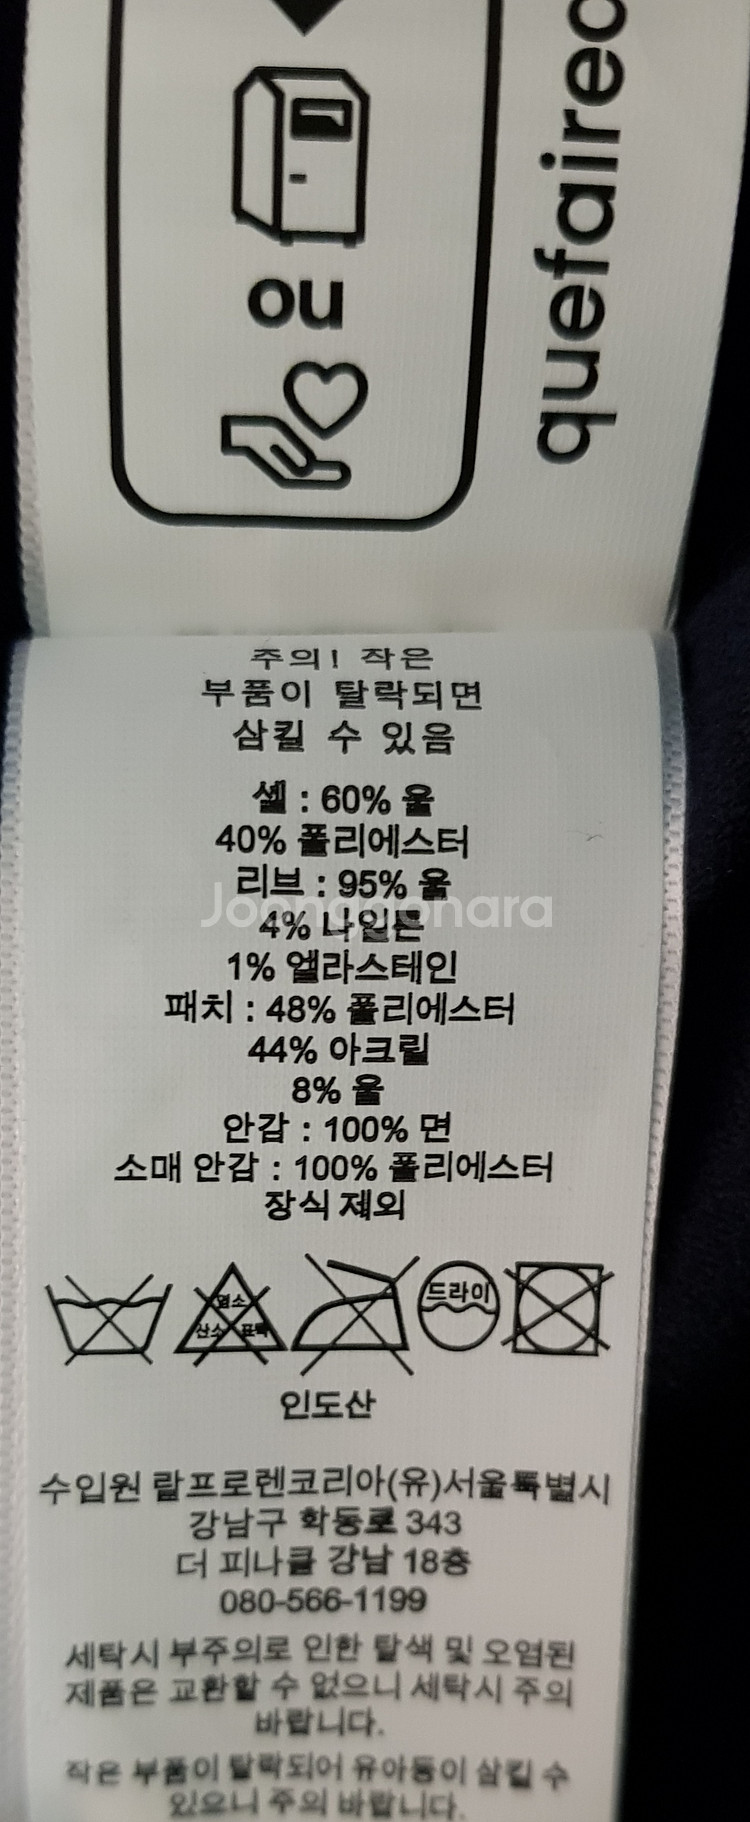 ou
quefaireo
주의! 작은
부품이 탈락되면
삼킬 수 있음
셸 : 60% 울
40% 폴리에스터
리브 : 95% 울
Joonggonara
4% 나일론
1% 엘라스테인
패치 : 48% 폴리에스터
44% 아크릴
8% 울
안감 : 100% 면
소매 안감 : 100% 폴리에스터
장식 제외
염소
산소 표백
드라이
인도산
수입원 랄프로렌코리아(유)서울특별시
강남구 학동로 343
더 피나클 강남 18층
080-566-1199
세탁시 부주의로 인한 탈색 및 오염된
제품은 교환할 수 없으니 세탁시 주의
바랍니다.
작은 부품이 탈락되어 유아동이 삼킬 수
있으니 주의 바랍니다.